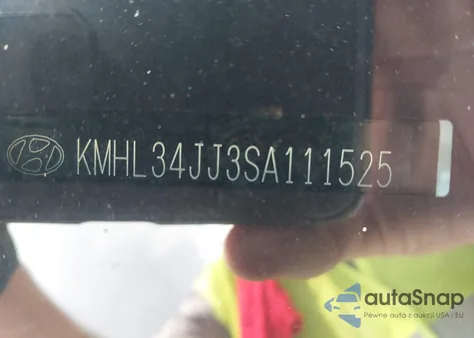 KMHL34JJ3SA111525
autaSnap
Pewne auta z aukcji USA i EU